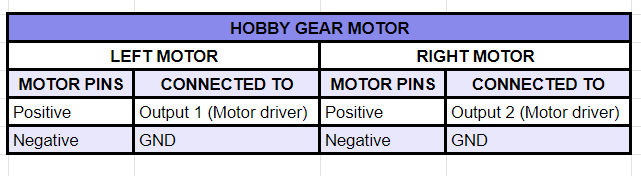 HOBBY GEAR MOTOR
LEFT MOTOR RIGHT MOTOR
MOTOR PINS CONNECTED TO MOTOR PINS CONNECTED TO
Positive Output 1 (Motor driver) Positive Output 2 (Motor driver)
Negative GND Negative GND